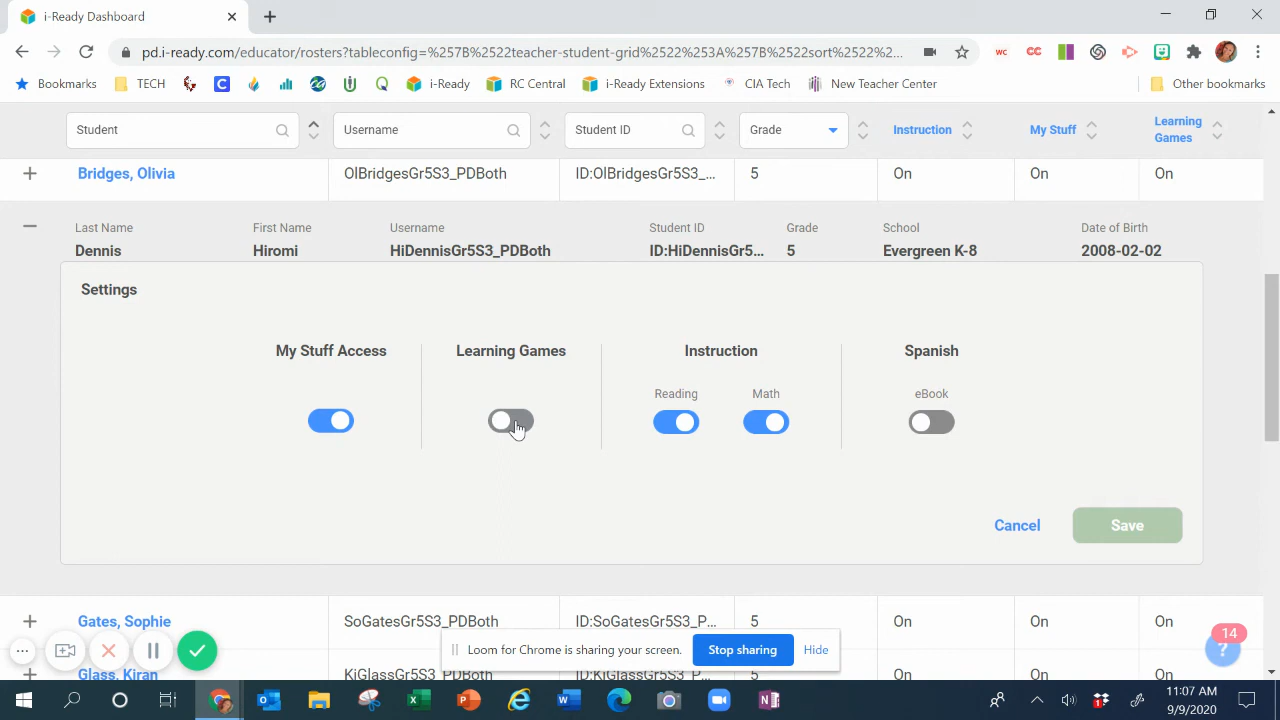 i-Ready Dashboard
pd.i-ready.com/educator/rosters?tableconfig=%257B%2522teacher-student-grid%2522%253A%257B%2522sort%2522%2...
Bookmarks TECH i-Ready RC Central i-Ready Extensions CIA Tech New Teacher Center Other bookmarks
Student Username Student ID Grade Instruction My Stuff Learning Games
Bridges, Olivia OlBridgesGr5S3_PDBoth ID:OlBridgesGr5S3_... 5 On On On
Last Name First Name Username Student ID Grade School Date of Birth
Dennis Hiromi HiDennisGr5S3_PDBoth ID:HiDennisGr5... 5 Evergreen K-8 2008-02-02
Settings
My Stuff Access Learning Games Instruction Spanish
Reading Math eBook
Cancel Save
Gates, Sophie SoGatesGr5S3_PDBoth ID:SoGatesGr5S3_P... 5 On On On
14
Loom for Chrome is sharing your screen. Stop sharing Hide
Glass, Kiran KiGlassGr5S3_PDBoth ID:KiGlassGr5S3_PD... 5 On On On
11:07 AM
9/9/2020